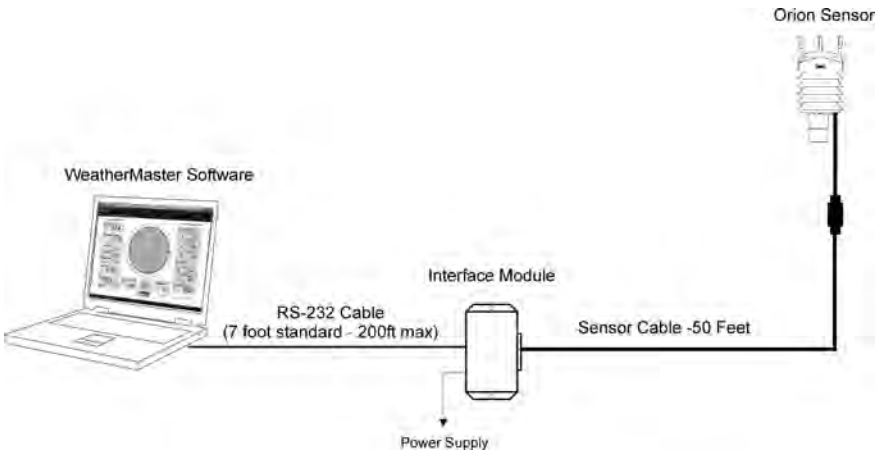 Orion Sensor
WeatherMaster Software
Interface Module
RS-232 Cable
(7 foot standard - 200ft max)
Sensor Cable -50 Feet
Power Supply